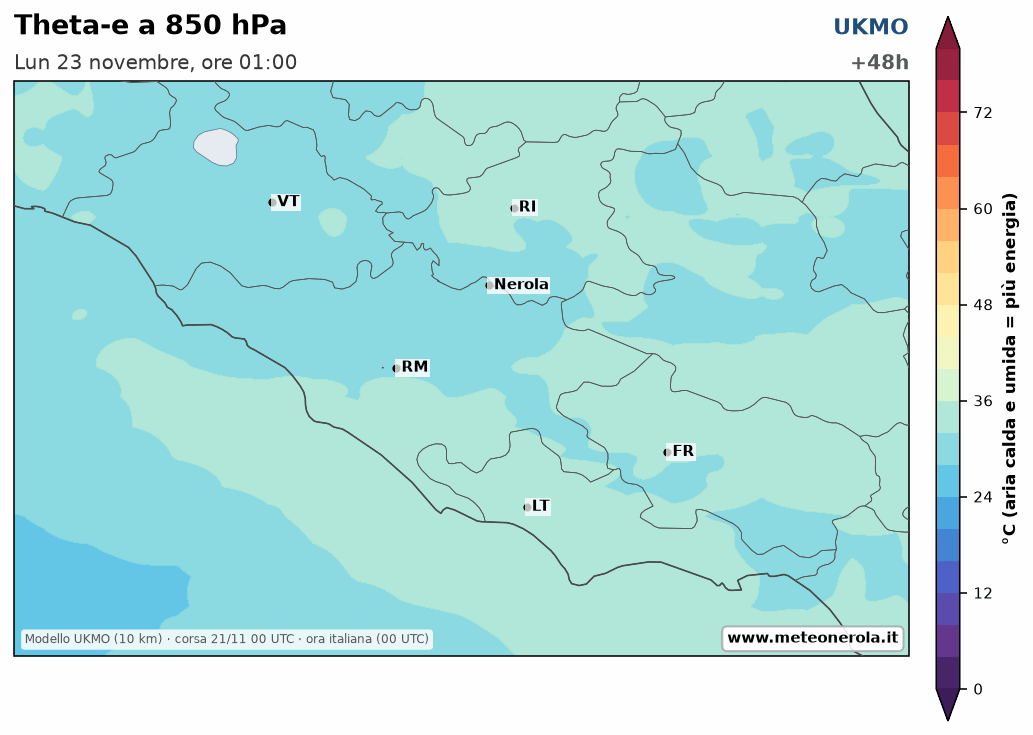 Theta-e a 850 hPa
UKMO
Lun 23 novembre, ore 01:00
+48h
VT
RI
Nerola
RM
FR
LT
Modello UKMO (10 km) · corsa 21/11 00 UTC · ora italiana (00 UTC)
www.meteonerola.it
72
60
48
36
24
12
0
°C (aria calda e umida = più energia)